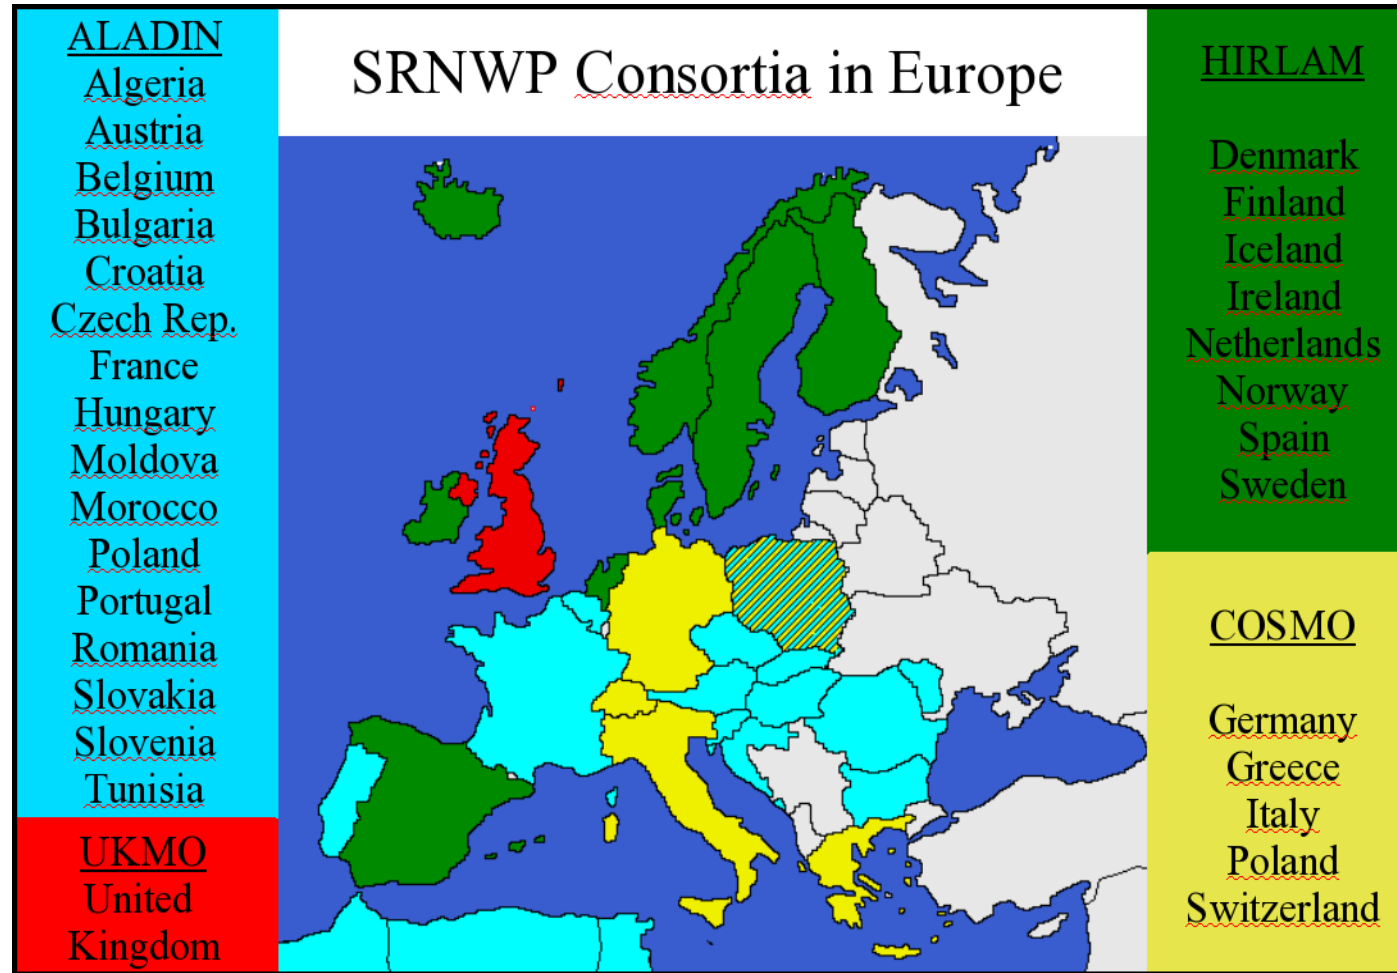 SRNWP Consortia in Europe
ALADIN
Algeria
Austria
Belgium
Bulgaria
Croatia
Czech Rep.
France
Hungary
Moldova
Morocco
Poland
Portugal
Romania
Slovakia
Slovenia
Tunisia
UKMO
United
Kingdom
HIRLAM
Denmark
Finland
Iceland
Ireland
Netherlands
Norway
Spain
Sweden
COSMO
Germany
Greece
Italy
Poland
Switzerland